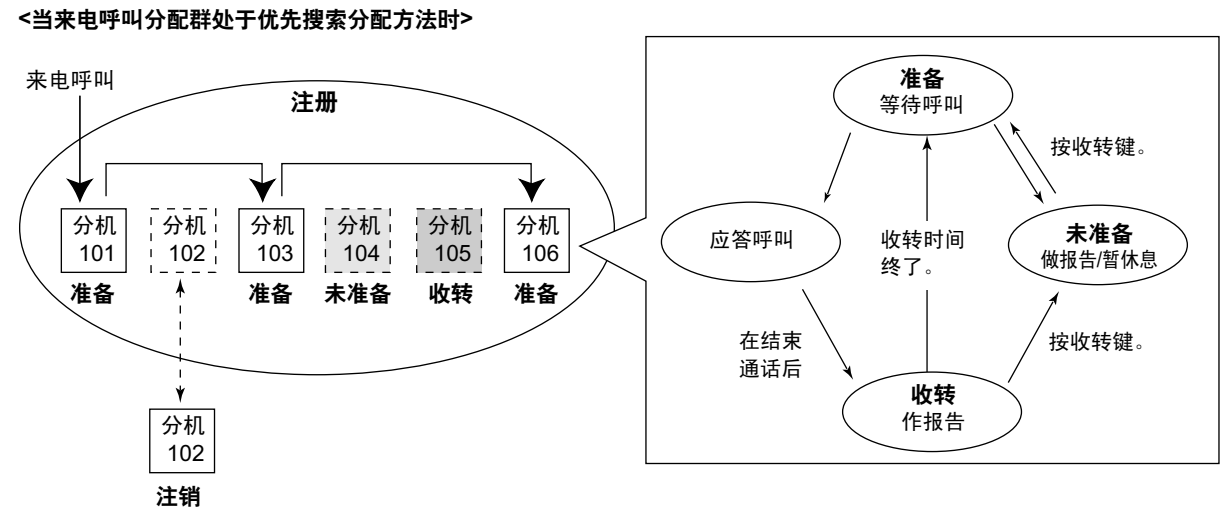 <当来电呼叫分配群处于优先搜索分配方法时>
来电呼叫
注册
分机
101
准备
分机
102
分机
103
准备
分机
104
未准备
分机
105
收转
分机
106
准备
分机
102
注销
准备
等待呼叫
按收转键。
应答呼叫
收转时间
终了。
未准备
做报告/暂休息
在结束
通话后
按收转键。
收转
作报告